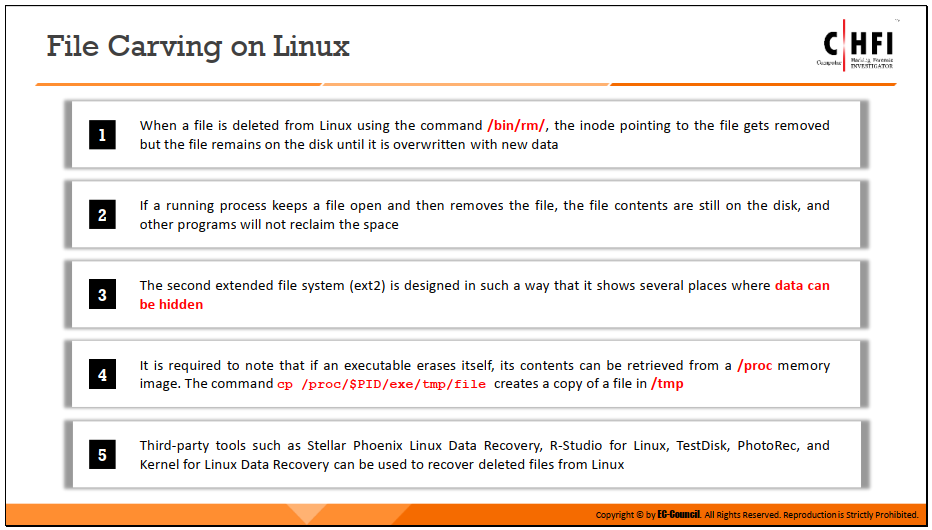 File Carving on Linux
CHFI
Computer Hacking Forensic
INVESTIGATOR
1
When a file is deleted from Linux using the command /bin/rm/, the inode pointing to the file gets removed
but the file remains on the disk until it is overwritten with new data
2
If a running process keeps a file open and then removes the file, the file contents are still on the disk, and
other programs will not reclaim the space
3
The second extended file system (ext2) is designed in such a way that it shows several places where data can
be hidden
4
It is required to note that if an executable erases itself, its contents can be retrieved from a /proc memory
image. The command cp /proc/$PID/exe/tmp/file creates a copy of a file in /tmp
5
Third-party tools such as Stellar Phoenix Linux Data Recovery, R-Studio for Linux, TestDisk, PhotoRec, and
Kernel for Linux Data Recovery can be used to recover deleted files from Linux
Copyright © by EC-Council. All Rights Reserved. Reproduction is Strictly Prohibited.